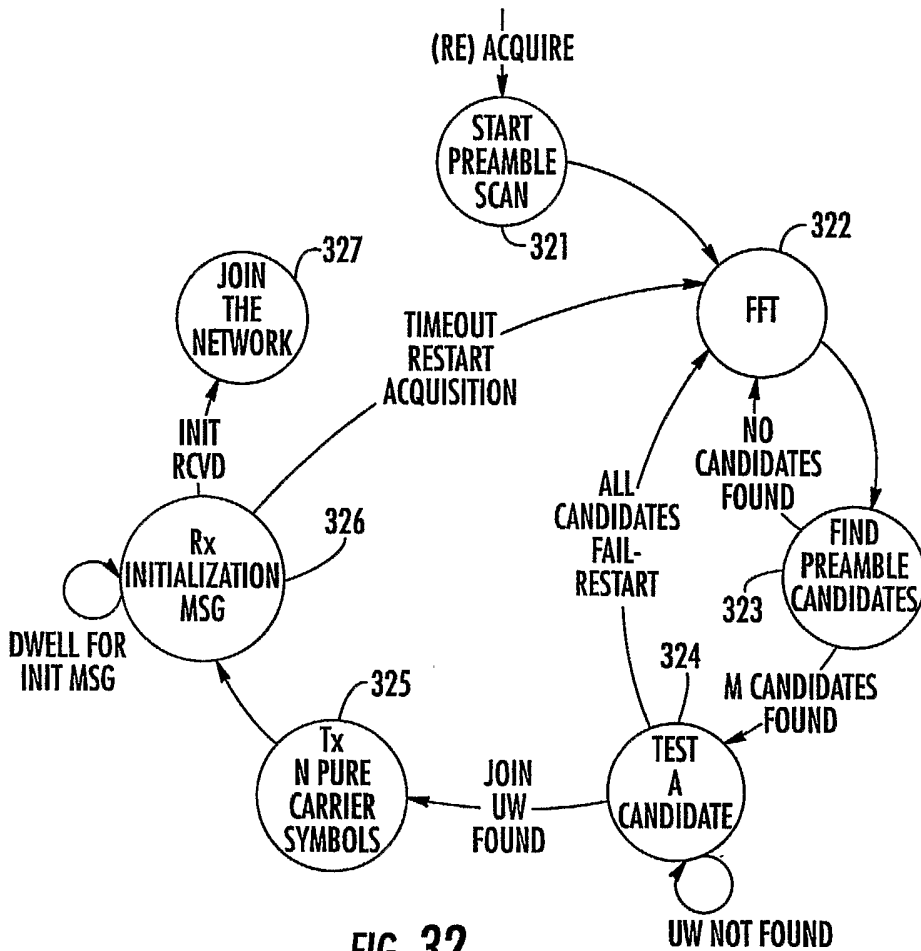 (RE) ACQUIRE
START
PREAMBLE
SCAN
321
322
FFT
327
JOIN
THE
NETWORK
TIMEOUT
RESTART
ACQUISITION
NO
CANDIDATES
FOUND
INIT
RCVD
ALL
CANDIDATES
FAIL-
RESTART
326
Rx
INITIALIZATION
MSG
FIND
PREAMBLE
CANDIDATES
323
DWELL FOR
INIT MSG
324
M CANDIDATES
FOUND
325
Tx
N PURE
CARRIER
SYMBOLS
JOIN
UW
FOUND
TEST
A
CANDIDATE
UW NOT FOUND
FIG. 32